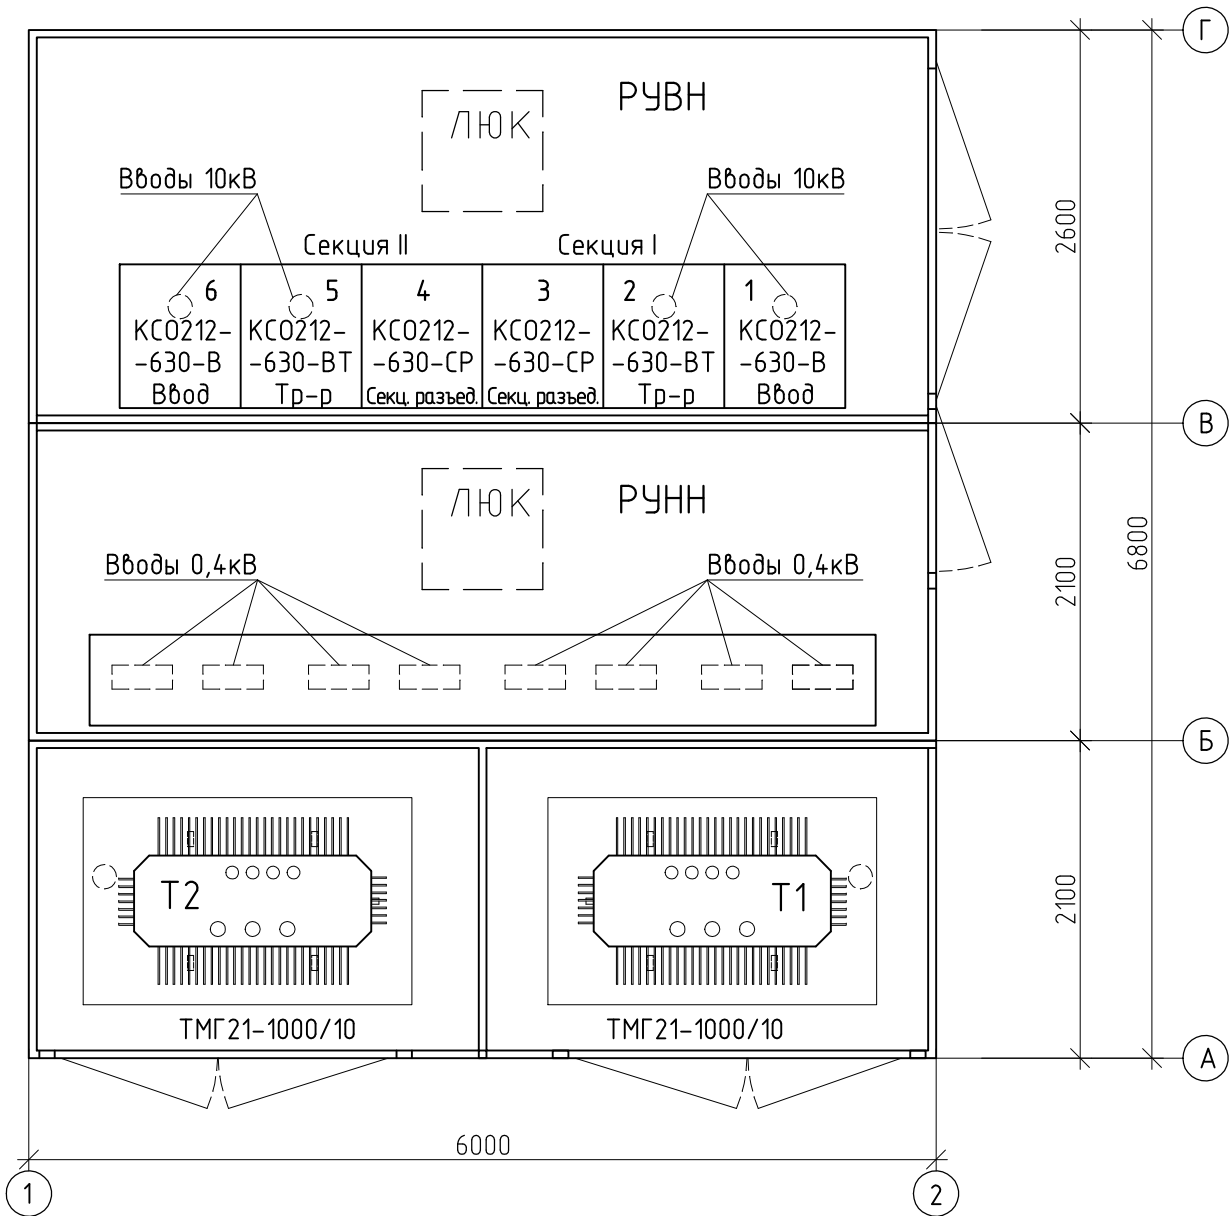 Г
РУВН
ЛЮК
Вводы 10кВ
Вводы 10кВ
2600
Секция II
Секция I
6
5
4
3
2
1
КСО212-
-630-В
Ввод
КСО212-
-630-ВТ
Тр-р
КСО212-
-630-СР
Секц. разъед.
КСО212-
-630-СР
Секц. разъед.
КСО212-
-630-ВТ
Тр-р
КСО212-
-630-В
Ввод
В
ЛЮК
РУНН
Вводы 0,4кВ
Вводы 0,4кВ
2100
6800
Б
Т2
Т1
2100
ТМГ21-1000/10
ТМГ21-1000/10
А
6000
1
2